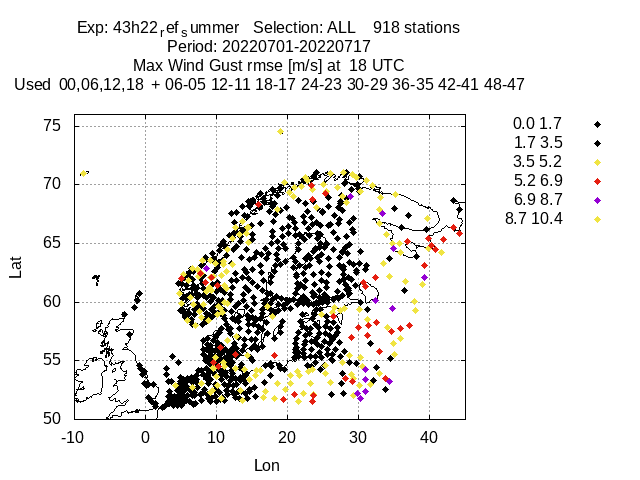 Exp: 43h22ref summer Selection: ALL 918 stations
Period: 20220701-20220717
Max Wind Gust rmse [m/s] at 18 UTC
Used 00,06,12,18 + 06-05 12-11 18-17 24-23 30-29 36-35 42-41 48-47
75
70
65
60
55
50
Lat
-10 0 10 20 30 40
Lon
0.0 1.7
1.7 3.5
3.5 5.2
5.2 6.9
6.9 8.7
8.7 10.4